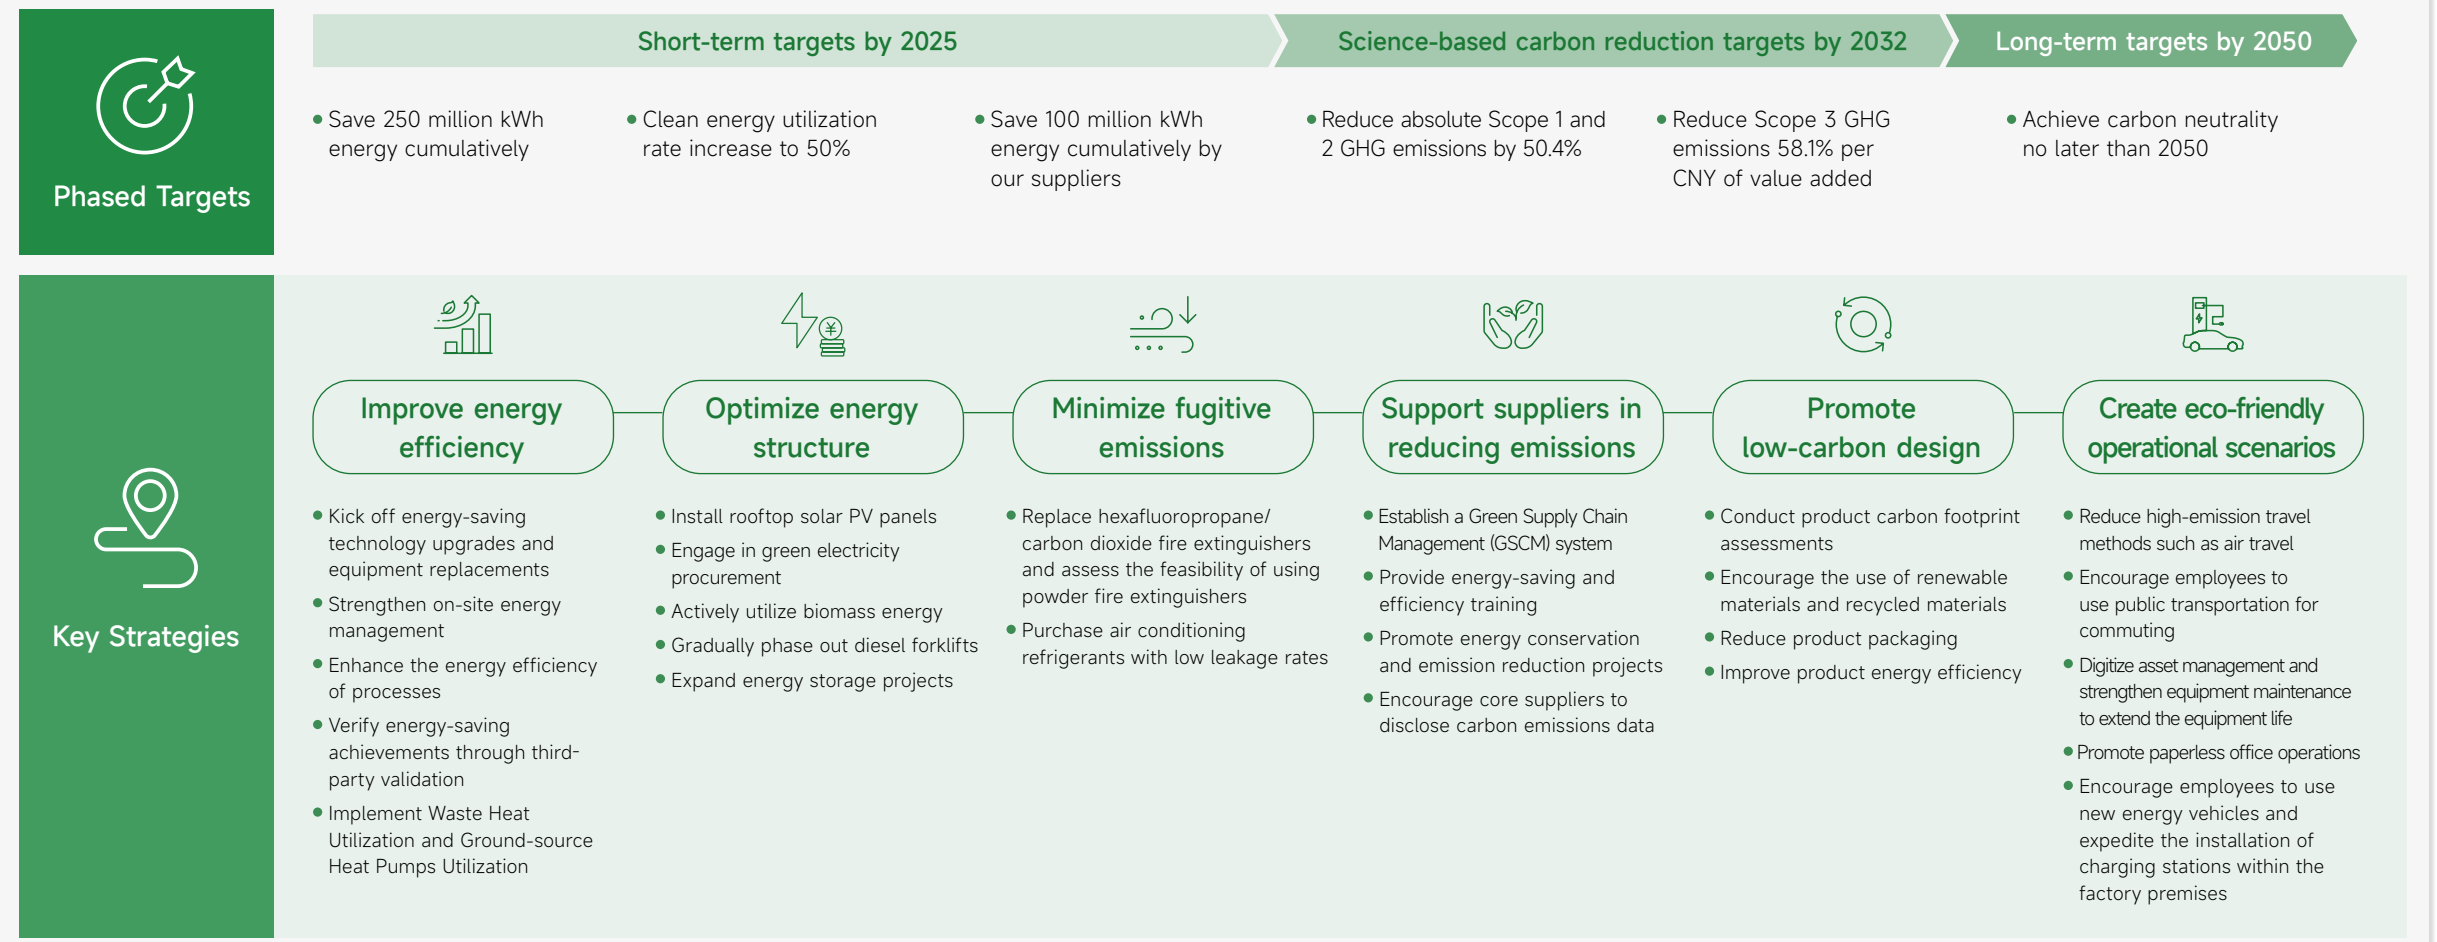 Phased Targets
Short-term targets by 2025
Science-based carbon reduction targets by 2032
Long-term targets by 2050
Save 250 million kWh
energy cumulatively
Clean energy utilization
rate increase to 50%
Save 100 million kWh
energy cumulatively by
our suppliers
Reduce absolute Scope 1 and
2 GHG emissions by 50.4%
Reduce Scope 3 GHG
emissions 58.1% per
CNY of value added
Achieve carbon neutrality
no later than 2050
Key Strategies
¥
Improve energy
efficiency
Kick off energy-saving
technology upgrades and
equipment replacements
Strengthen on-site energy
management
Enhance the energy efficiency
of processes
Verify energy-saving
achievements through third-
party validation
Implement Waste Heat
Utilization and Ground-source
Heat Pumps Utilization
Optimize energy
structure
Install rooftop solar PV panels
Engage in green electricity
procurement
Actively utilize biomass energy
Gradually phase out diesel forklifts
Expand energy storage projects
Minimize fugitive
emissions
Replace hexafluoropropane/
carbon dioxide fire extinguishers
and assess the feasibility of using
powder fire extinguishers
Purchase air conditioning
refrigerants with low leakage rates
Support suppliers in
reducing emissions
Establish a Green Supply Chain
Management (GSCM) system
Provide energy-saving and
efficiency training
Promote energy conservation
and emission reduction projects
Encourage core suppliers to
disclose carbon emissions data
Promote
low-carbon design
Conduct product carbon footprint
assessments
Encourage the use of renewable
materials and recycled materials
Reduce product packaging
Improve product energy efficiency
Create eco-friendly
operational scenarios
Reduce high-emission travel
methods such as air travel
Encourage employees to
use public transportation for
commuting
Digitize asset management and
strengthen equipment maintenance
to extend the equipment life
Promote paperless office operations
Encourage employees to use
new energy vehicles and
expedite the installation of
charging stations within the
factory premises